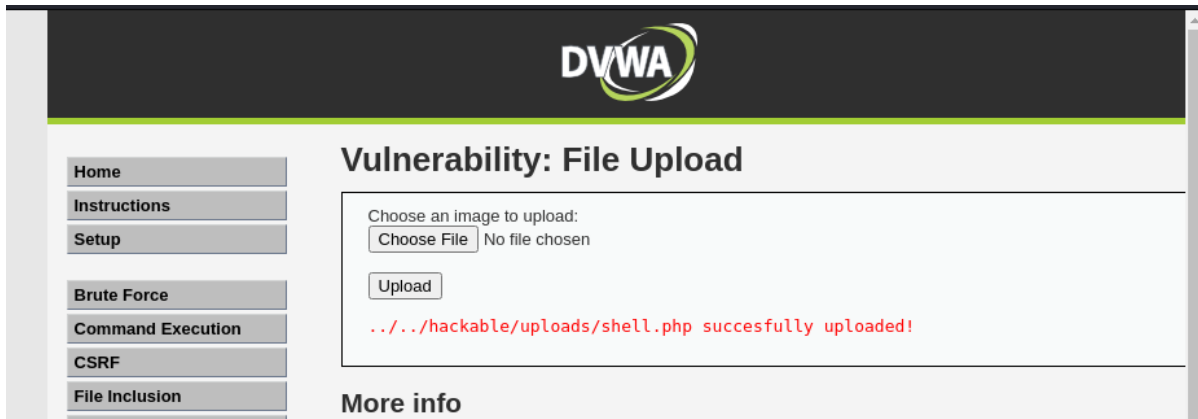 DVWA
Home
Instructions
Setup
Brute Force
Command Execution
CSRF
File Inclusion
Vulnerability: File Upload
Choose an image to upload:
Choose File No file chosen
Upload
../../hackable/uploads/shell.php succesfully uploaded!
More info